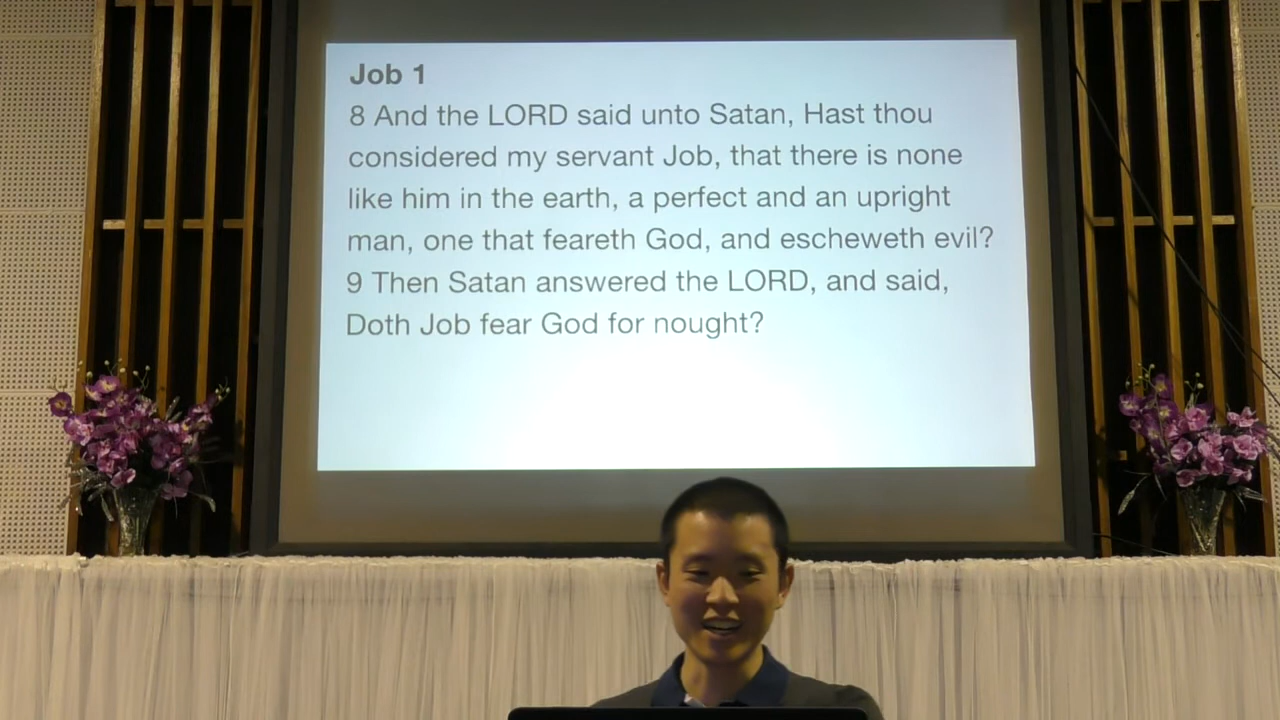 Job 1
8 And the LORD said unto Satan, Hast thou
considered my servant Job, that there is none
like him in the earth, a perfect and an upright
man, one that feareth God, and escheweth evil?
9 Then Satan answered the LORD, and said,
Doth Job fear God for nought?